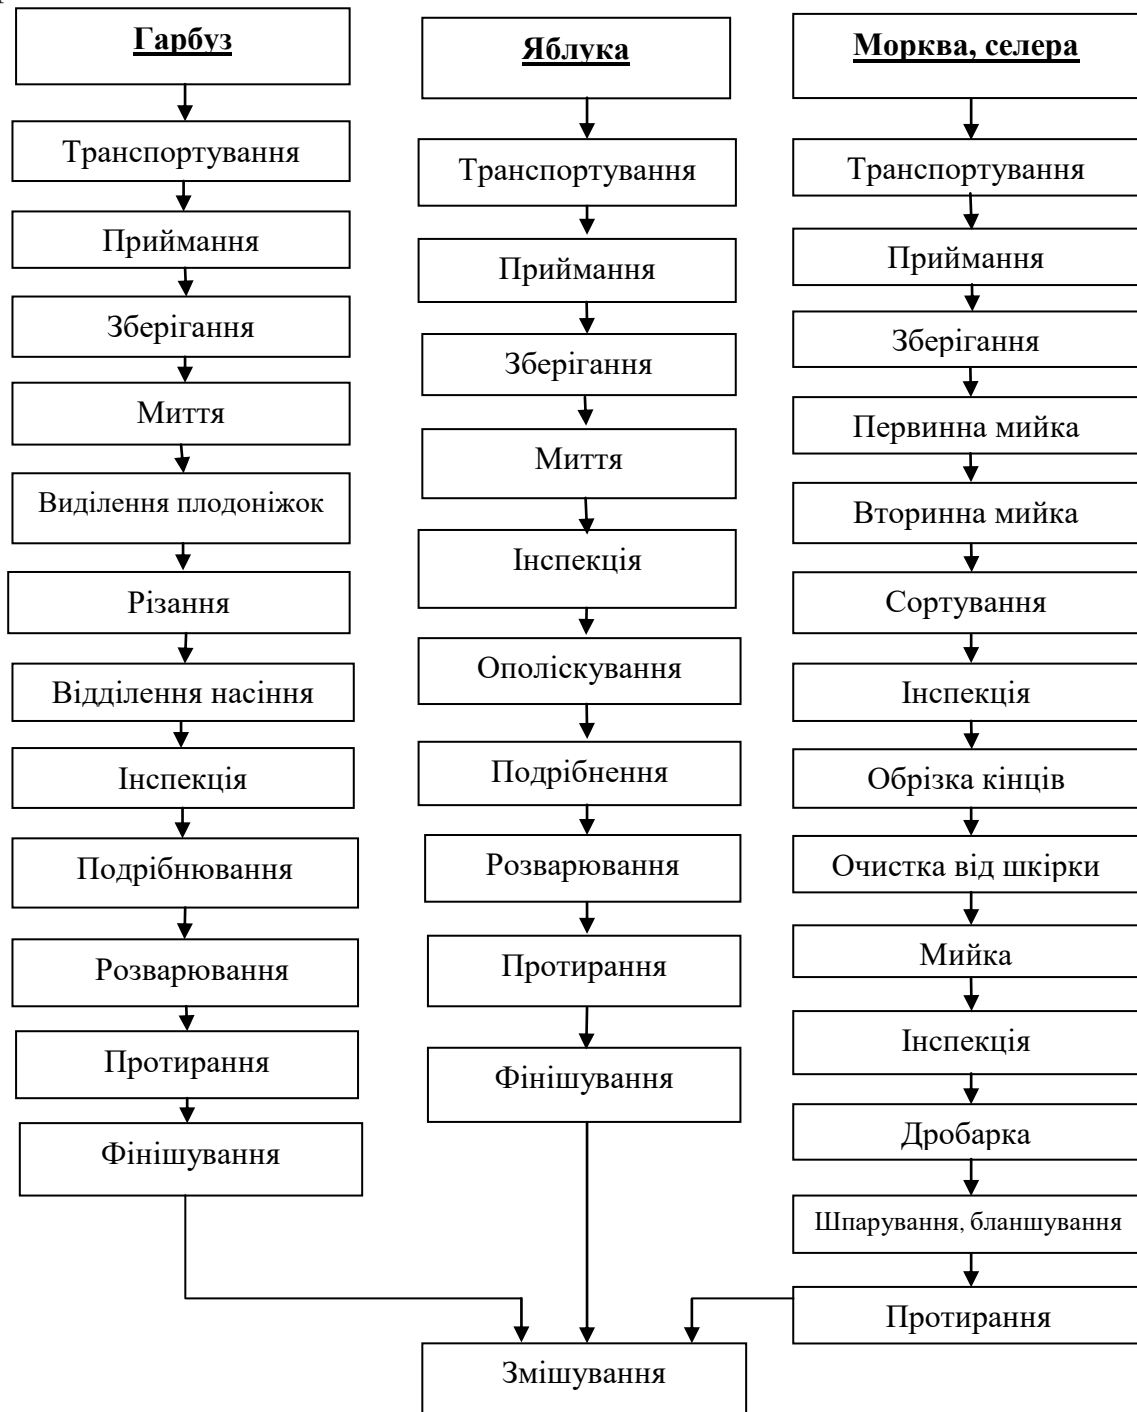 Гарбуз
Транспортування
Приймання
Зберігання
Миття
Виділення плодоніжок
Різання
Відділення насіння
Інспекція
Подрібнювання
Розварювання
Протирання
Фінішування
Яблука
Транспортування
Приймання
Зберігання
Миття
Інспекція
Ополіскування
Подрібнення
Розварювання
Протирання
Фінішування
Морква, селера
Транспортування
Приймання
Зберігання
Первинна мийка
Вторинна мийка
Сортування
Інспекція
Обрізка кінців
Очистка від шкірки
Мийка
Інспекція
Дробарка
Шпарування, бланшування
Протирання
Змішування